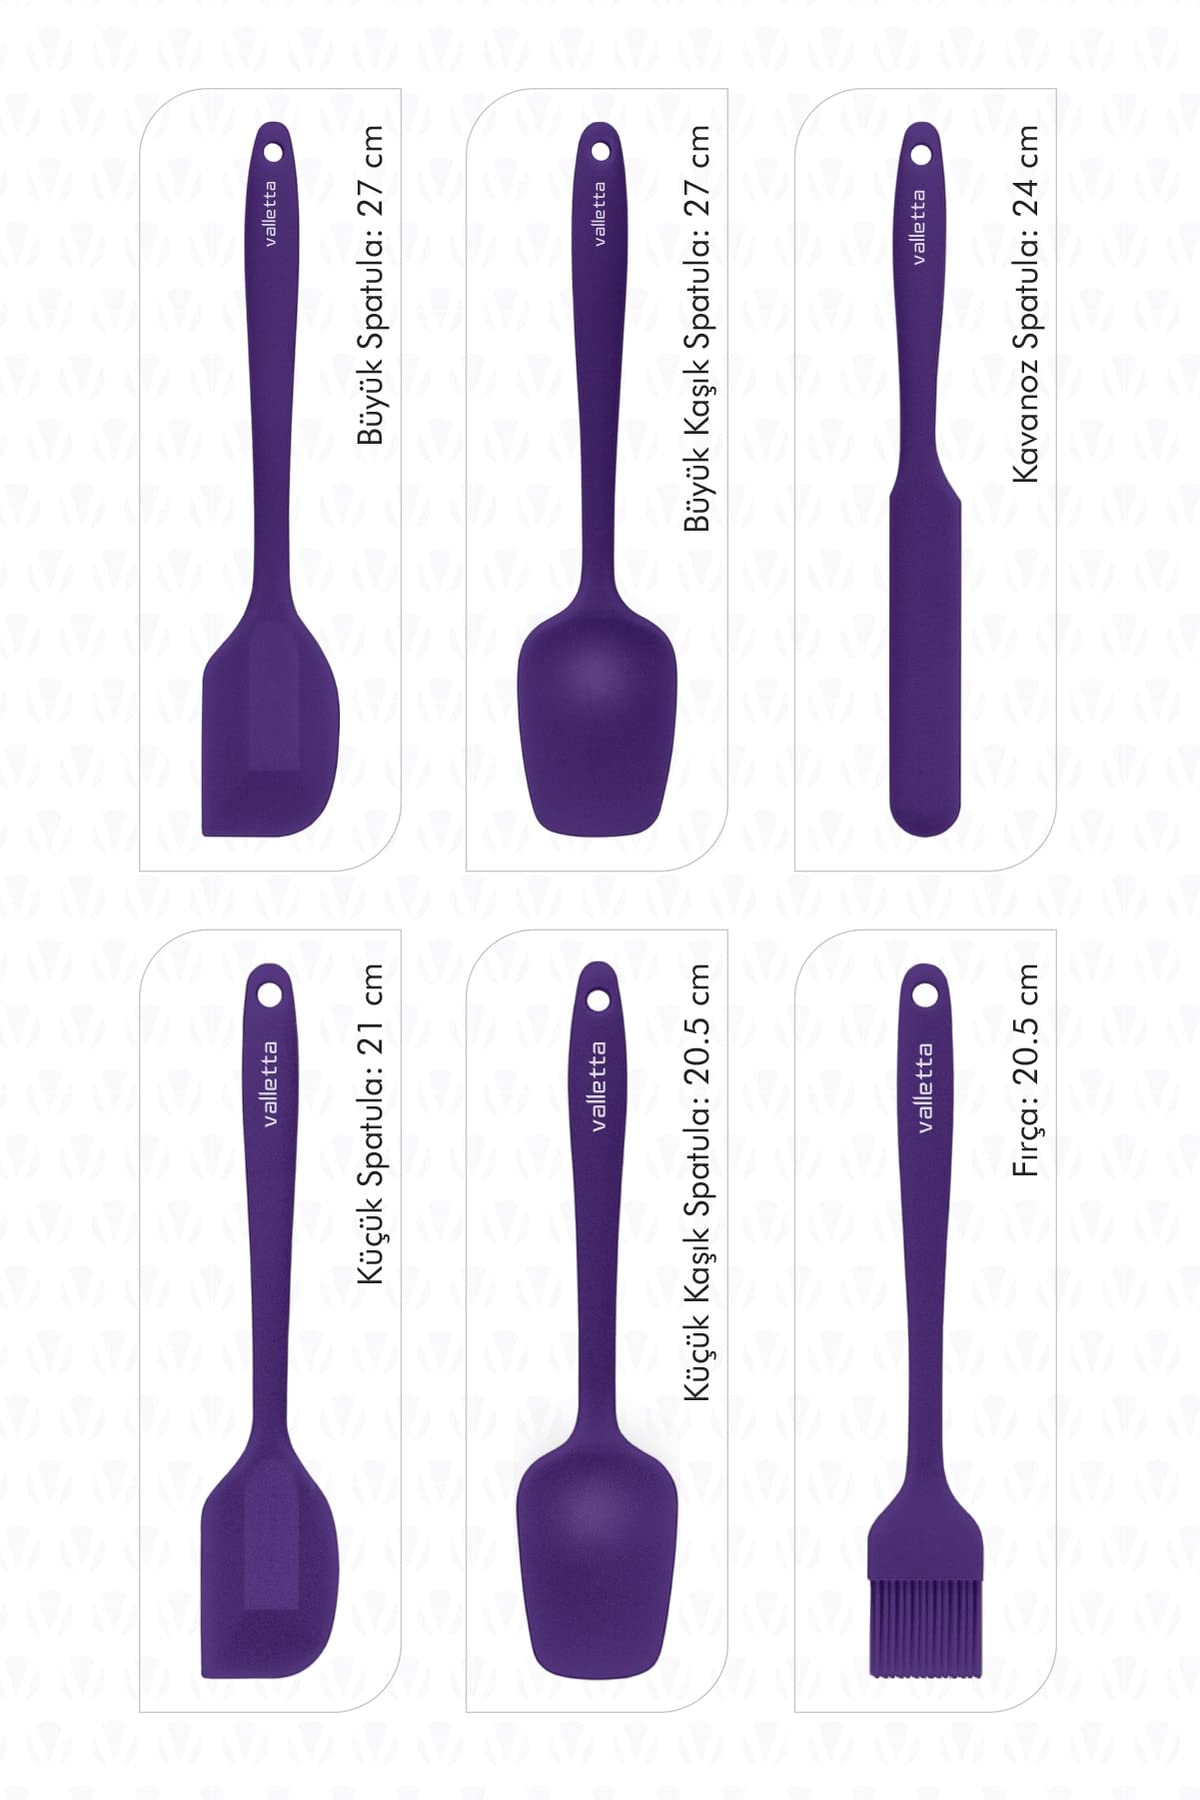 valletta
Büyük Spatula: 27 cm
valletta
Büyük Kaşık Spatula: 27 cm
valletta
Kavanoz Spatula: 24 cm
valletta
Küçük Spatula: 21 cm
valletta
Küçük Kaşık Spatula: 20.5 cm
valletta
Fırça: 20.5 cm